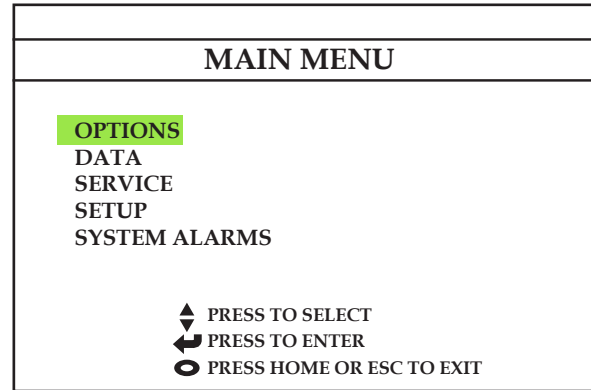 MAIN MENU
OPTIONS
DATA
SERVICE
SETUP
SYSTEM ALARMS
PRESS TO SELECT
PRESS TO ENTER
PRESS HOME OR ESC TO EXIT